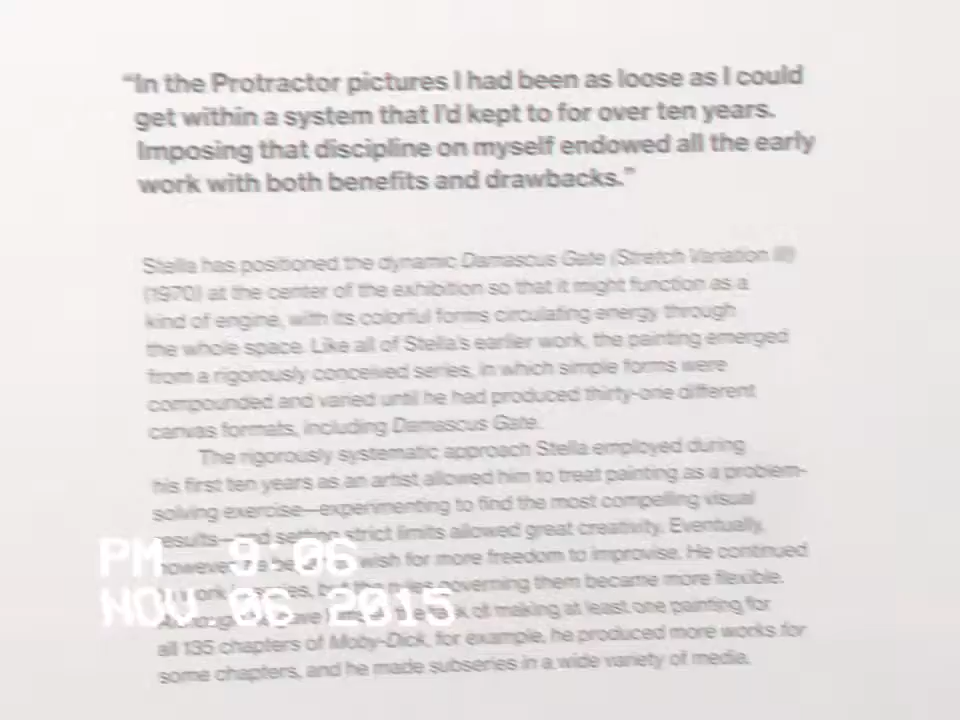 “In the Protractor pictures I had been as loose as I could
get within a system that I’d kept to for over ten years.
Imposing that discipline on myself endowed all the early
work with both benefits and drawbacks.”
Stella has positioned the dynamic Damascus Gate (Stretch Variation III)
(1970) at the center of the exhibition so that it might function as a
kind of engine, with its colorful forms circulating energy through
the whole space. Like all of Stella’s earlier work, the painting emerged
from a rigorously conceived series, in which simple forms were
compounded and varied until he had produced thirty-one different
canvas formats, including Damascus Gate.
The rigorously systematic approach Stella employed during
his first ten years as an artist allowed him to treat painting as a problem-
solving exercise—experimenting to find the most compelling visual
results—and setting strict limits allowed great creativity. Eventually,
however, wish for more freedom to improvise. He continued
work the rules governing them became more flexible.
of making at least one painting for
all 135 chapters of Moby-Dick, for example, he produced more works for
some chapters, and he made subseries in a wide variety of media.
PM 9:06
NOV. 06 2015